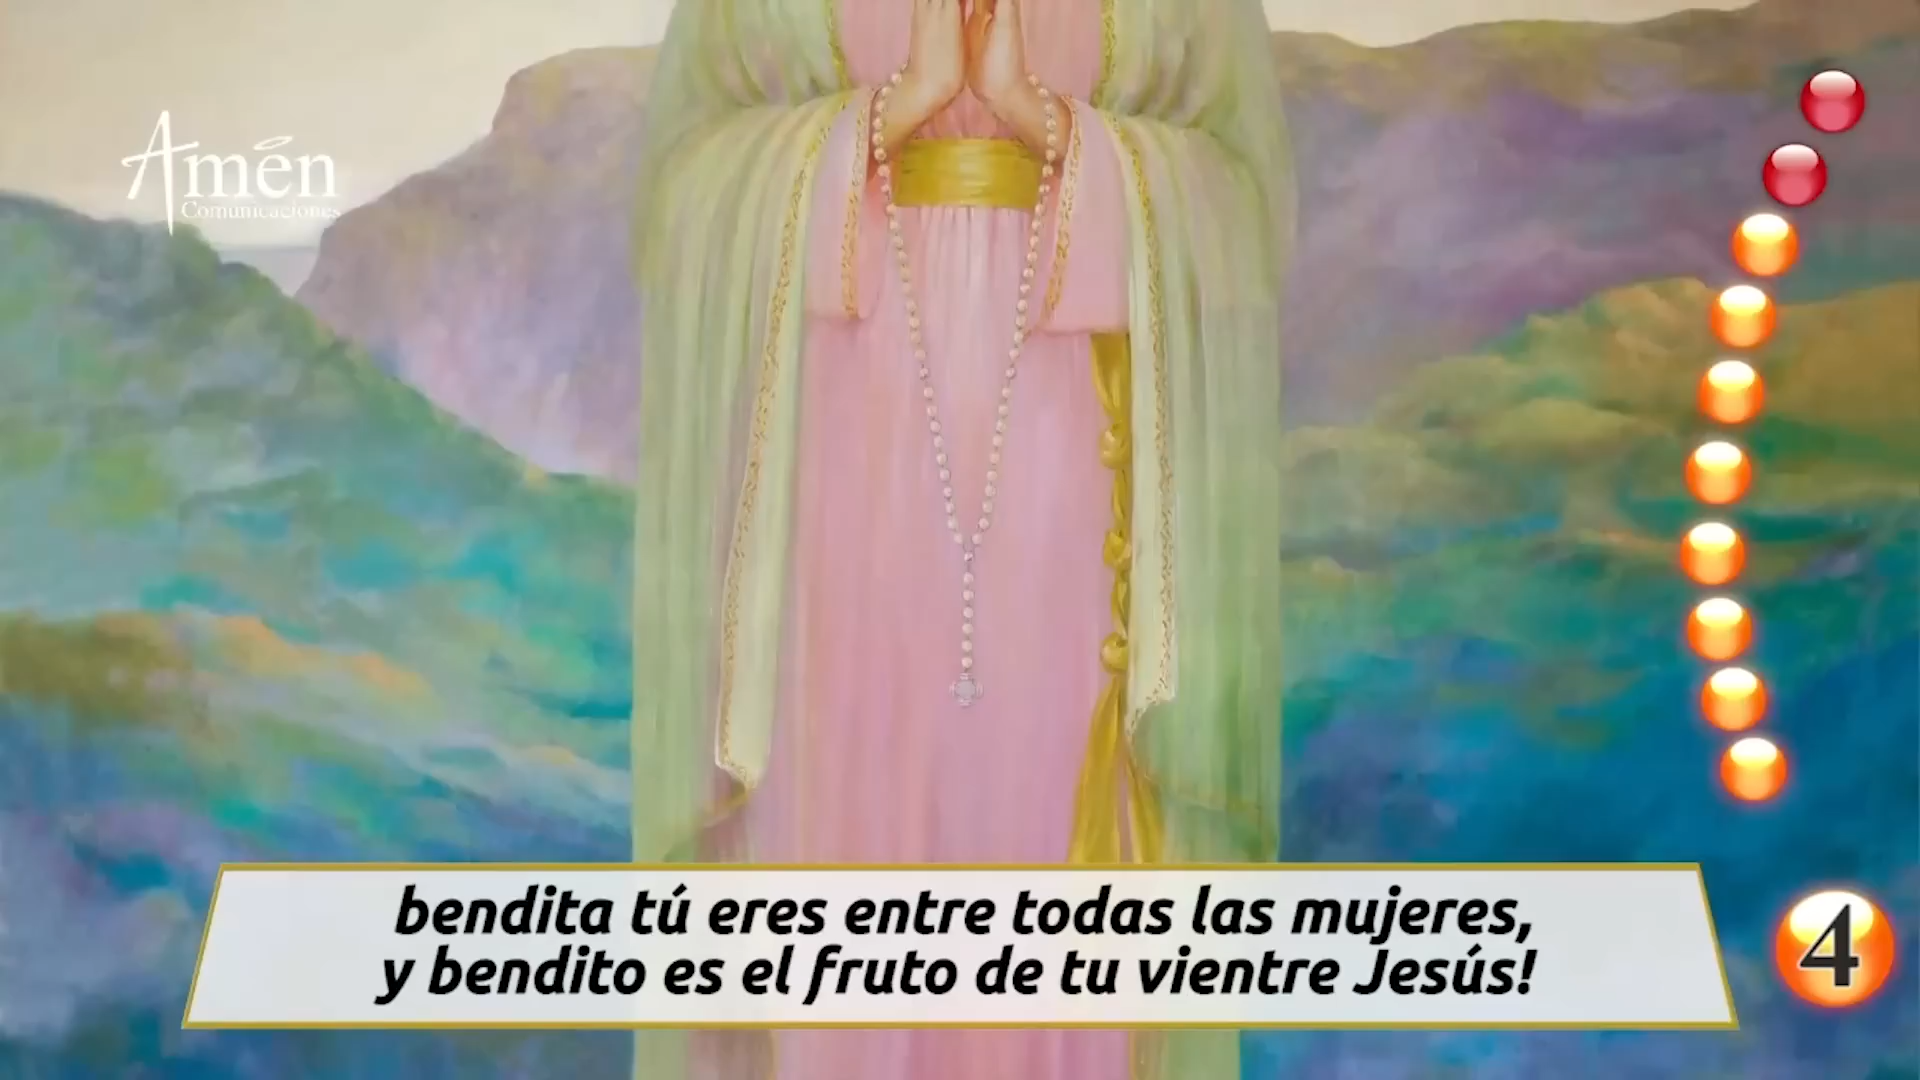 Amén
Comunicaciones
bendita tú eres entre todas las mujeres,
y bendito es el fruto de tu vientre Jesús!
4